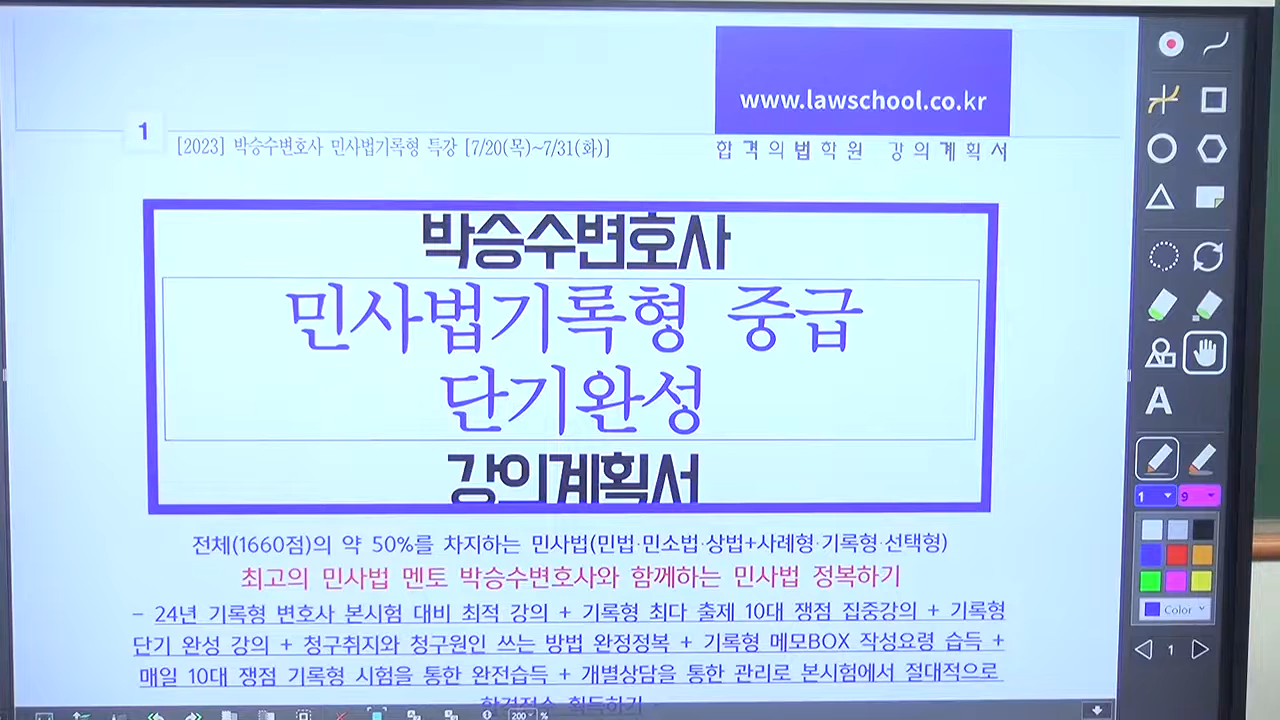 www.lawschool.co.kr
1
[2023] 박승수변호사 민사법기록형 특강 [7/20(목)~7/31(화)]
합격의법학원 강의계획서
박승수변호사
민사법기록형 중급
단기완성
강의계획서
전체(1660점)의 약 50%를 차지하는 민사법(민법·민소법·상법+사례형·기록형·선택형)
최고의 민사법 멘토 박승수변호사와 함께하는 민사법 정복하기
- 24년 기록형 변호사 본시험 대비 최적 강의 + 기록형 최다 출제 10대 쟁점 집중강의 + 기록형
단기 완성 강의 + 청구취지와 청구원인 쓰는 방법 완정정복 + 기록형 메모BOX 작성요령 습득 +
매일 10대 쟁점 기록형 시험을 통한 완전습득 + 개별상담을 통한 관리로 본시험에서 절대적으로
합격점수 획득하기
A
1
9
Color
1
200 %